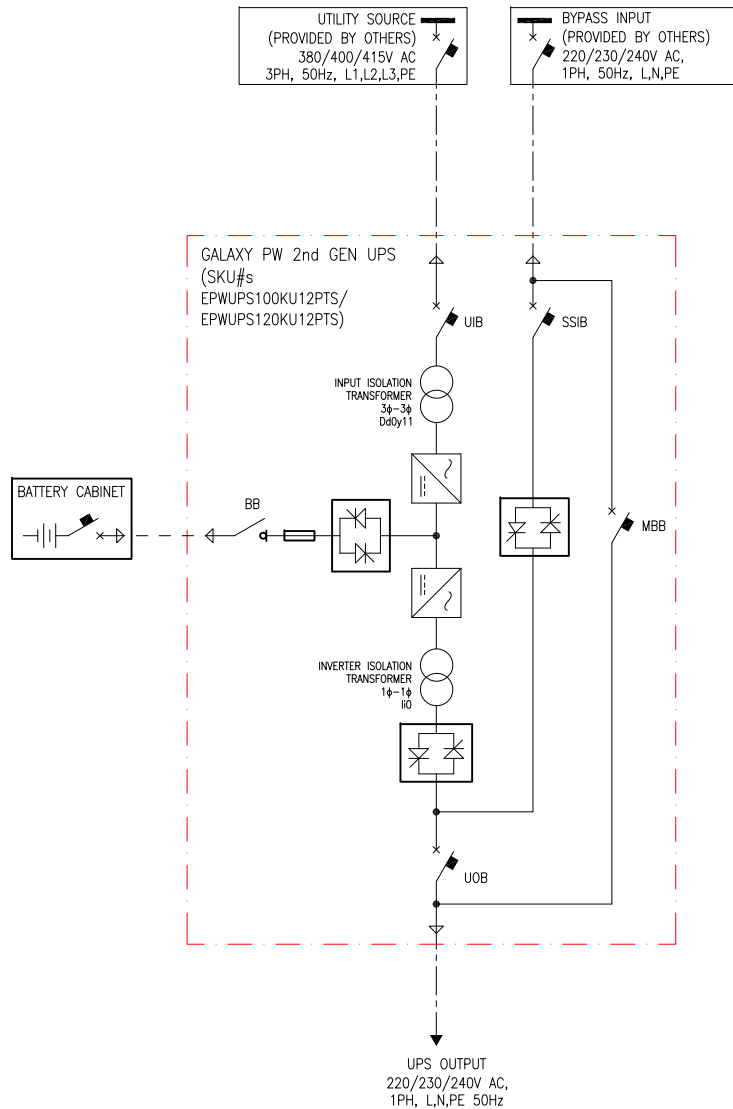 UTILITY SOURCE
(PROVIDED BY OTHERS)
380/400/415V AC
3PH, 50Hz, L1,L2,L3,PE
BYPASS INPUT
(PROVIDED BY OTHERS)
220/230/240V AC,
1PH, 50Hz, L,N,PE
GALAXY PW 2nd GEN UPS
(SKU#s
EPWUPS100KU12PTS/
EPWUPS120KU12PTS)
UIB
SSIB
INPUT ISOLATION
TRANSFORMER
3ϕ-3ϕ
Dd0y11
BATTERY CABINET
BB
MBB
INVERTER ISOLATION
TRANSFORMER
1ϕ-1ϕ
Ii0
UOB
UPS OUTPUT
220/230/240V AC,
1PH, L,N,PE 50Hz